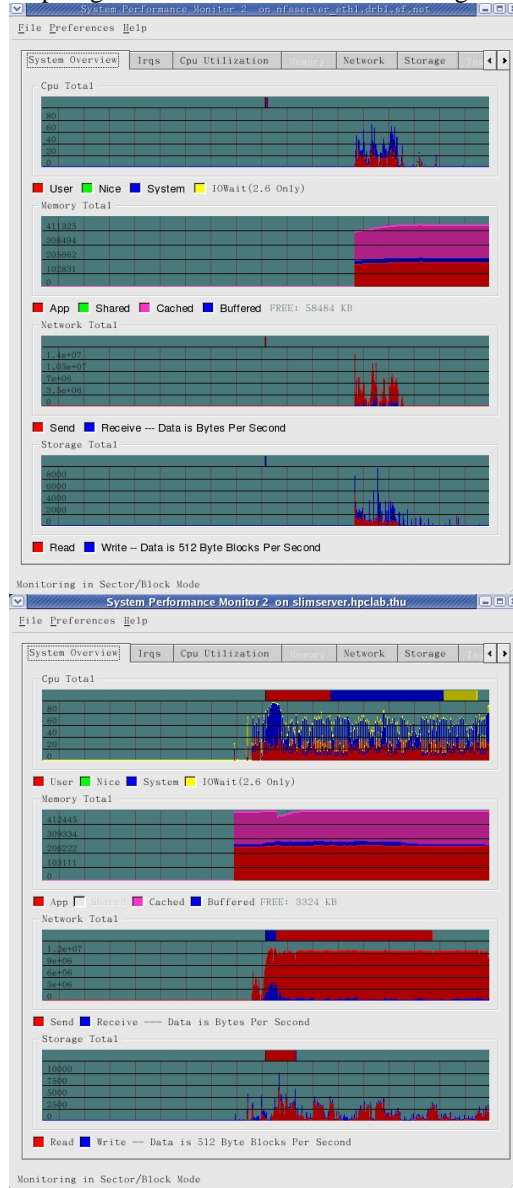 System Performance Monitor 2 on nfsserver_eth1.drbl.sf.net
File Preferences Help
System Overview Irqs Cpu Utilization Memory Network Storage
Cpu Total
80
60
40
20
0
User Nice System IOWait(2.6 Only)
Memory Total
411325
308494
205662
102831
0
App Shared Cached Buffered FREE: 58484 KB
Network Total
1.4e+07
1.05e+07
7e+06
3.5e+06
0
Send Receive --- Data is Bytes Per Second
Storage Total
8000
6000
4000
2000
0
Read Write -- Data is 512 Byte Blocks Per Second
Monitoring in Sector/Block Mode
System Performance Monitor 2 on slimserver.hpclab.thu
File Preferences Help
System Overview Irqs Cpu Utilization Memory Network Storage
Cpu Total
80
60
40
20
0
User Nice System IOWait(2.6 Only)
Memory Total
412445
309334
206222
103111
0
App Shared Cached Buffered FREE: 3324 KB
Network Total
1.2e+07
9e+06
6e+06
3e+06
0
Send Receive --- Data is Bytes Per Second
Storage Total
10000
7500
5000
2500
0
Read Write -- Data is 512 Byte Blocks Per Second
Monitoring in Sector/Block Mode